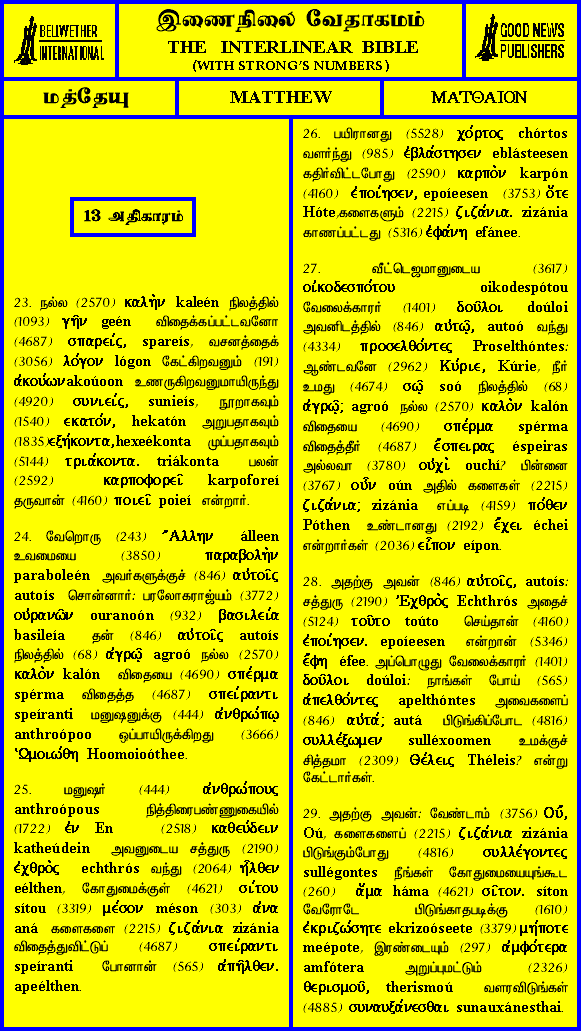 BELLWETHER
INTERNATIONAL
இணைநிலை வேதாகமம்
THE INTERLINEAR BIBLE
(WITH STRONG'S NUMBERS)
GOOD NEWS
PUBLISHERS
மத்தேயு
MATTHEW
ΜΑΤΘΑΙΟΝ
13 அதிகாரம்
23. நல்ல (2570) καλὴν kaleén நிலத்தில்
(1093) γῆν geén விதைக்கப்பட்டவனோ
(4687) σπαρείς, spareís, வசனத்தைக்
(3056) λόγον lógon கேட்கிறவனும் (191)
ἀκούων akoúoon உணருகிறவனுமாயிருந்து
(4920) συνιείς, sunieís, நூறாகவும்
(1540) εκατόν, hekatón அறுபதாகவும்
(1835) εξήκοντα, hexeékonta முப்பதாகவும்
(5144) τριάκοντα. triákonta பலன்
(2592) καρποφορεῖ karpoforeí
தருவான் (4160) ποιεῖ poieí என்றார்.
24. வேறொரு (243) Ἄλλην álleen
உவமையை (3850) παραβολὴν
paraboleén அவர்களுக்குச் (846) αὐτοῖς
autoís சொன்னார்: பரலோகராஜ்யம் (3772)
οὐρανῶν ouranoón (932) βασιλεία
basileía தன் (846) αὐτοῖς autoís
நிலத்தில் (68) ἀγρῷ agroó நல்ல (2570)
καλὸν kalón விதையை (4690) σπέρμα
spérma விதைத்த (4687) σπείραντι
speíranti மனுஷனுக்கு (444) ἀνθρώπῳ
anthroópoo ஒப்பாயிருக்கிறது (3666)
Ὡμοιώθη Hoomoioóthee.
25. மனுஷர் (444) ἀνθρώπους
anthroópous நித்திரைபண்ணுகையில்
(1722) ἐν En (2518) καθεύδειν
katheúdein அவனுடைய சத்துரு (2190)
ἐχθρὸς echthrós வந்து (2064) ἦλθεν
eélthen, கோதுமைக்குள் (4621) σίτου
sítou (3319) μέσον méson (303) ἀνα
aná களைகளை (2215) ζιζάνια zizánia
விதைத்துவிட்டுப் (4687) σπείραντι
speíranti போனான் (565) ἀπῆλθεν.
apeélthen.
26. பயிரானது (5528) χόρτος chórtos
வளர்ந்து (985) ἐβλάστησεν eblásteesen
கதிர்விட்டபோது (2590) καρπὸν karpón
(4160) ἐποίησεν, epoíeesen (3753) ὅτε
Hóte,களைகளும் (2215) ζιζάνια. zizánia
காணப்பட்டது (5316) ἐφάνη efánee.
27. வீட்டெஜமானுடைய (3617)
οἰκοδεσπότου oikodespótou
வேலைக்காரர் (1401) δοῦλοι doúloi
அவனிடத்தில் (846) αὐτῷ, autoó வந்து
(4334) προσελθόντες Proselthóntes:
ஆண்டவனே (2962) Κύριε, Kúrie, நீர்
உமது (4674) σῷ soó நிலத்தில் (68)
ἀγρῷ; agroó நல்ல (2570) καλὸν kalón
விதையை (4690) σπέρμα spérma
விதைத்தீர் (4687) ἔσπειρας éspeiras
அல்லவா (3780) οὐχὶ ouchí? பின்னை
(3767) οὖν oún அதில் களைகள் (2215)
ζιζάνια; zizánia எப்படி (4159) πόθεν
Póthen உண்டானது (2192) ἔχει échei
என்றார்கள் (2036) εἶπον eípon.
28. அதற்கு அவன் (846) αὐτοῖς, autoís:
சத்துரு (2190) Ἐχθρὸς Echthrós அதைச்
(5124) τοῦτο toúto செய்தான் (4160)
ἐποίησεν. epoíeesen என்றான் (5346)
ἔφη éfee. அப்பொழுது வேலைக்காரர் (1401)
δοῦλοι doúloi: நாங்கள் போய் (565)
ἀπελθόντες apelthóntes அவைகளைப்
(846) αὐτά; autá பிடுங்கிப்போட (4816)
συλλέξωμεν sulléxoomen உமக்குச்
சித்தமா (2309) Θέλεις Théleis? என்று
கேட்டார்கள்.
29. அதற்கு அவன்: வேண்டாம் (3756) Οὔ,
Oú, களைகளைப் (2215) ζιζάνια zizánia
பிடுங்கும்போது (4816) συλλέγοντες
sullégontes நீங்கள் கோதுமையையுங்கூட
(260) ἅμα háma (4621) σῖτον. síton
வேரோடே பிடுங்காதபடிக்கு (1610)
ἐκριζώσητε ekrizoóseete (3379) μήποτε
meépote, இரண்டையும் (297) ἀμφότερα
amfótera அறுப்புமட்டும் (2326)
θερισμοῦ, therismoú வளரவிடுங்கள்
(4885) συναυξάνεσθαι sunauxánesthai.